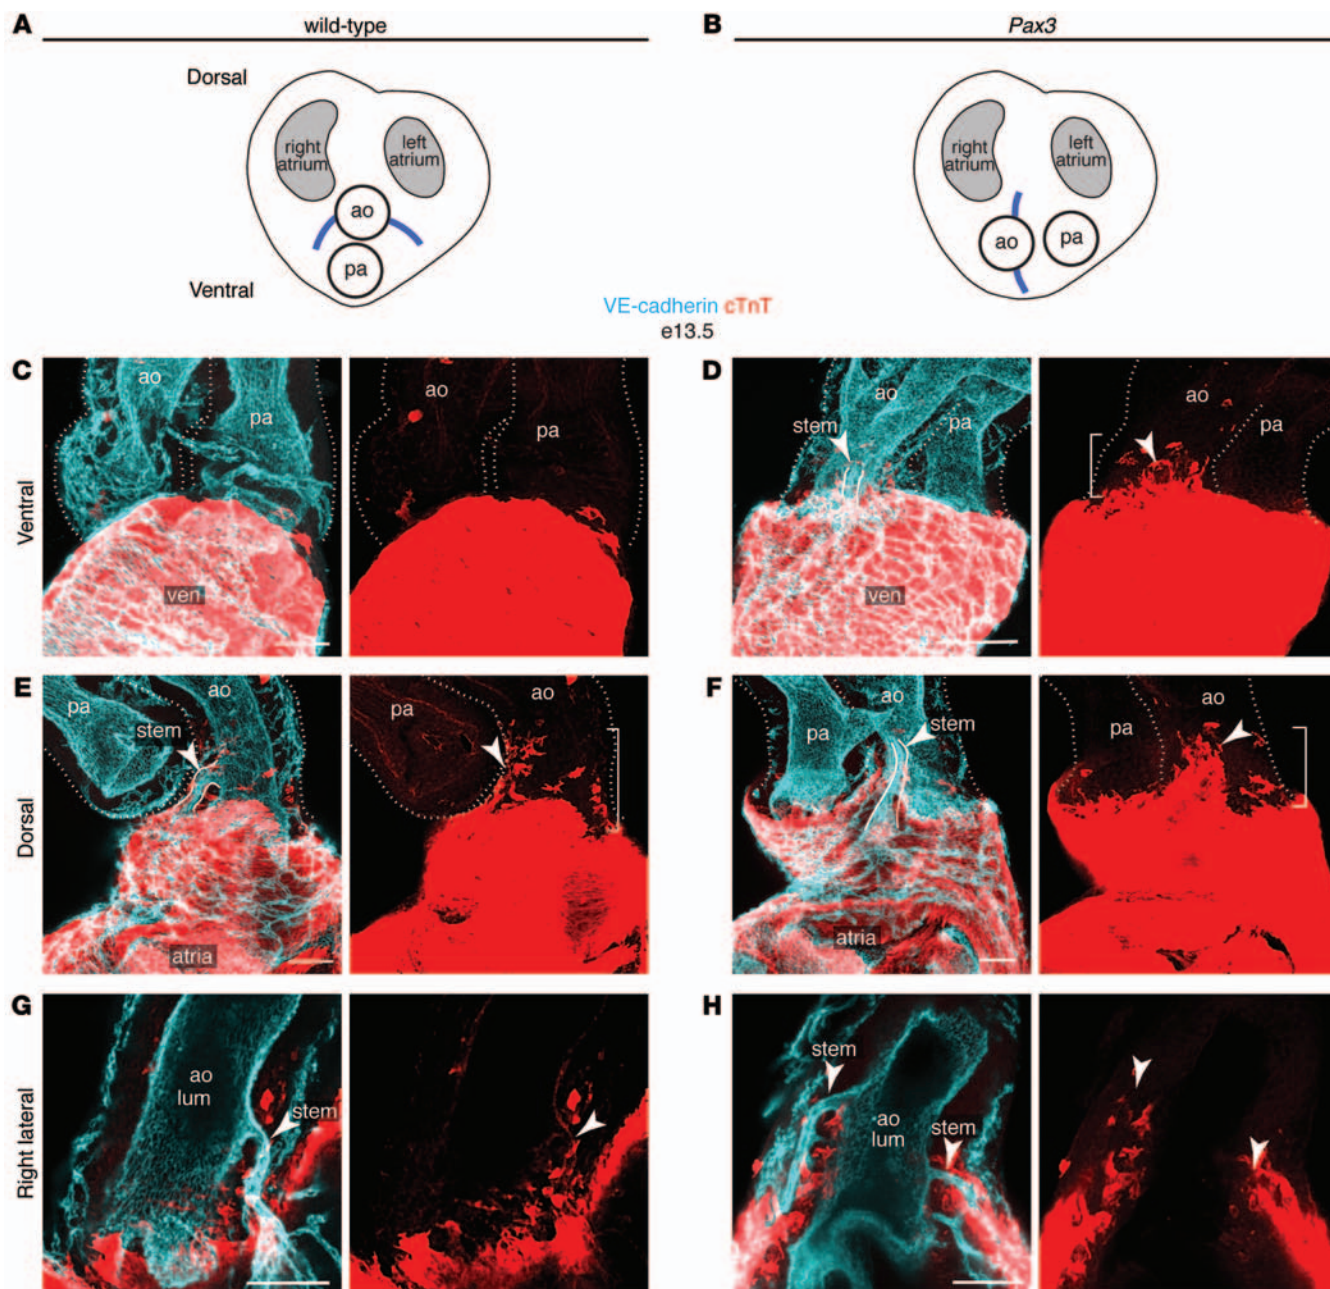 A
wild-type
B
Pax3
Dorsal
right
atrium
left
atrium
ao
pa
Ventral
right
atrium
left
atrium
ao
pa
VE-cadherin cTnT
e13.5
Ventral
C
ao
pa
ven
ao
pa
D
ao
stem
pa
ven
ao
pa
Dorsal
E
pa
ao
stem
atria
ao
pa
F
ao
stem
pa
atria
ao
pa
Right lateral
G
ao
lum
stem
H
stem
ao
lum
stem